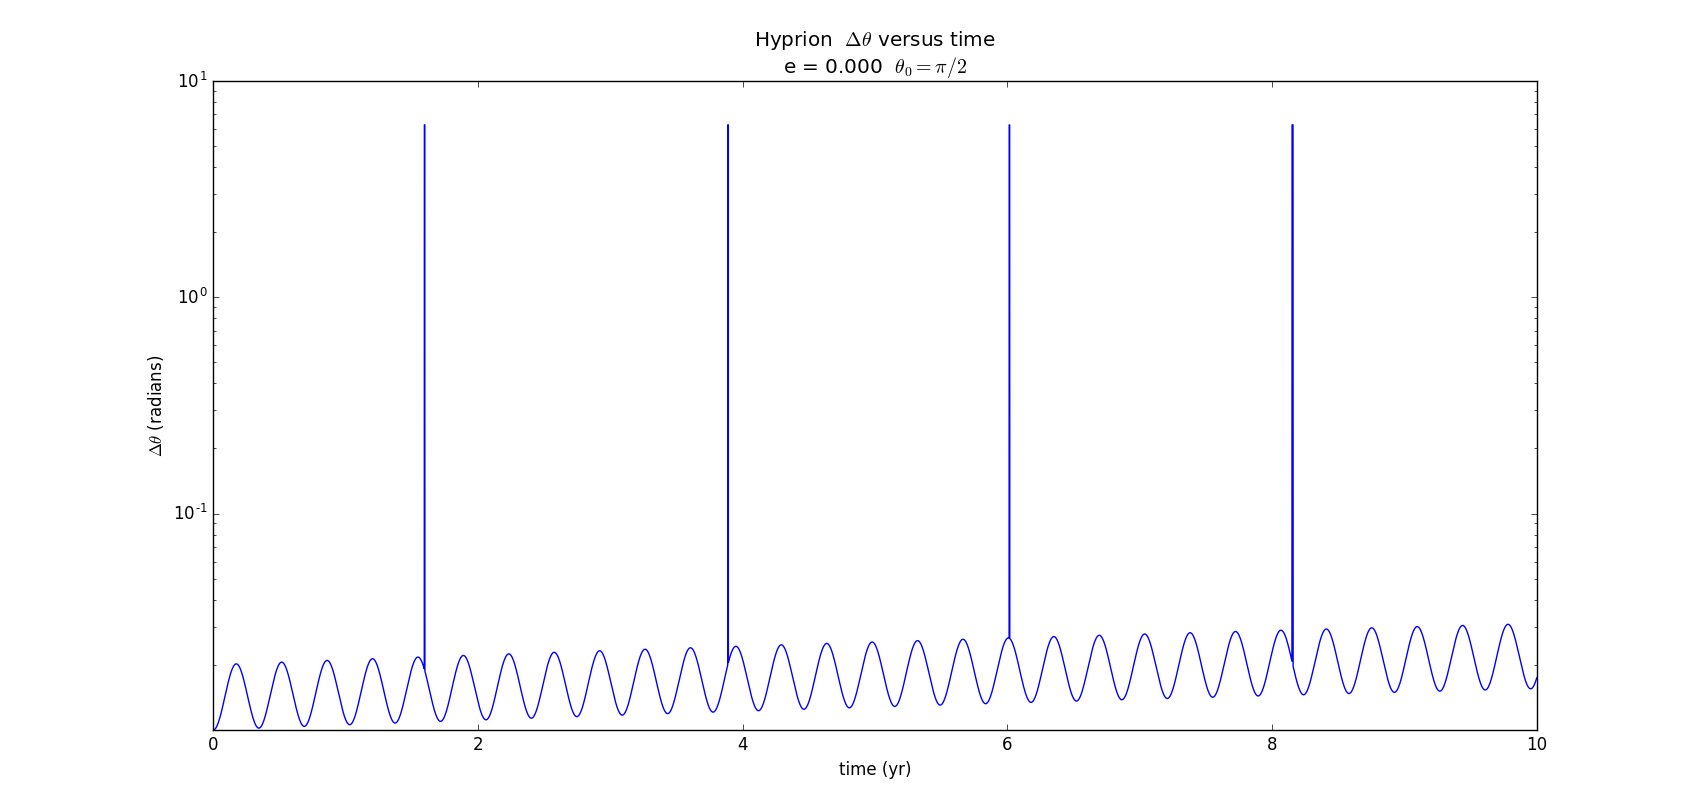 Hyprion Δθ versus time
e = 0.000 θ₀ = π/2
10¹
10⁰
10⁻¹
Δθ (radians)
0 2 4 6 8 10
time (yr)